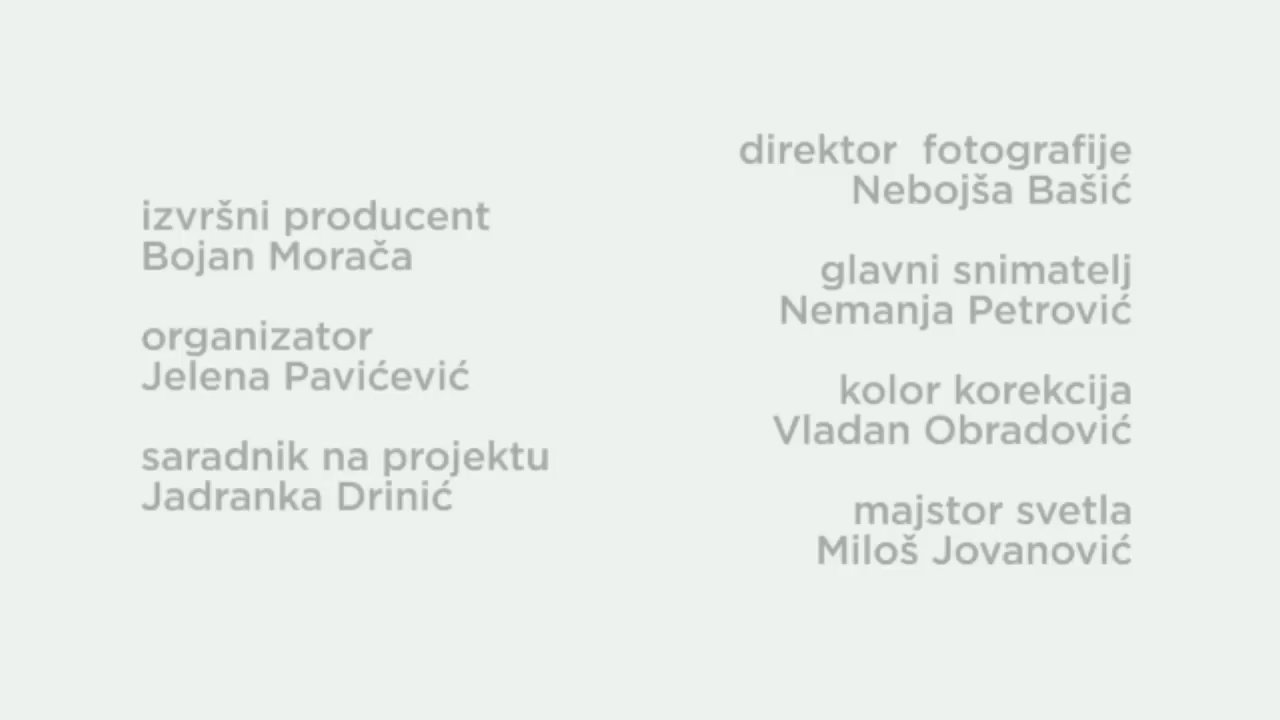 izvršni producent
Bojan Morača
organizator
Jelena Pavićević
saradnik na projektu
Jadranka Drinić
direktor fotografije
Nebojša Bašić
glavni snimatelj
Nemanja Petrović
kolor korekcija
Vladan Obradović
majstor svetla
Miloš Jovanović